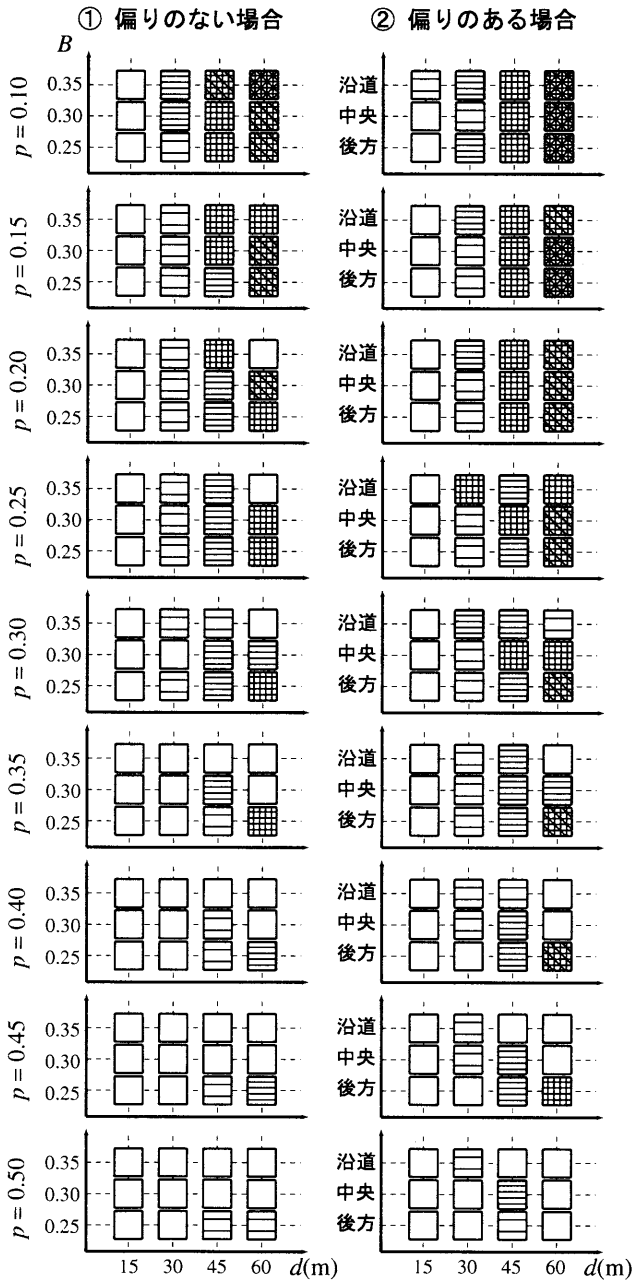 ① 偏りのない場合 ② 偏りのある場合
B
p = 0.10
0.35 沿道
0.30 中央
0.25 後方
p = 0.15
0.35 沿道
0.30 中央
0.25 後方
p = 0.20
0.35 沿道
0.30 中央
0.25 後方
p = 0.25
0.35 沿道
0.30 中央
0.25 後方
p = 0.30
0.35 沿道
0.30 中央
0.25 後方
p = 0.35
0.35 沿道
0.30 中央
0.25 後方
p = 0.40
0.35 沿道
0.30 中央
0.25 後方
p = 0.45
0.35 沿道
0.30 中央
0.25 後方
p = 0.50
0.35 沿道
0.30 中央
0.25 後方
15 30 45 60 d(m) 15 30 45 60 d(m)